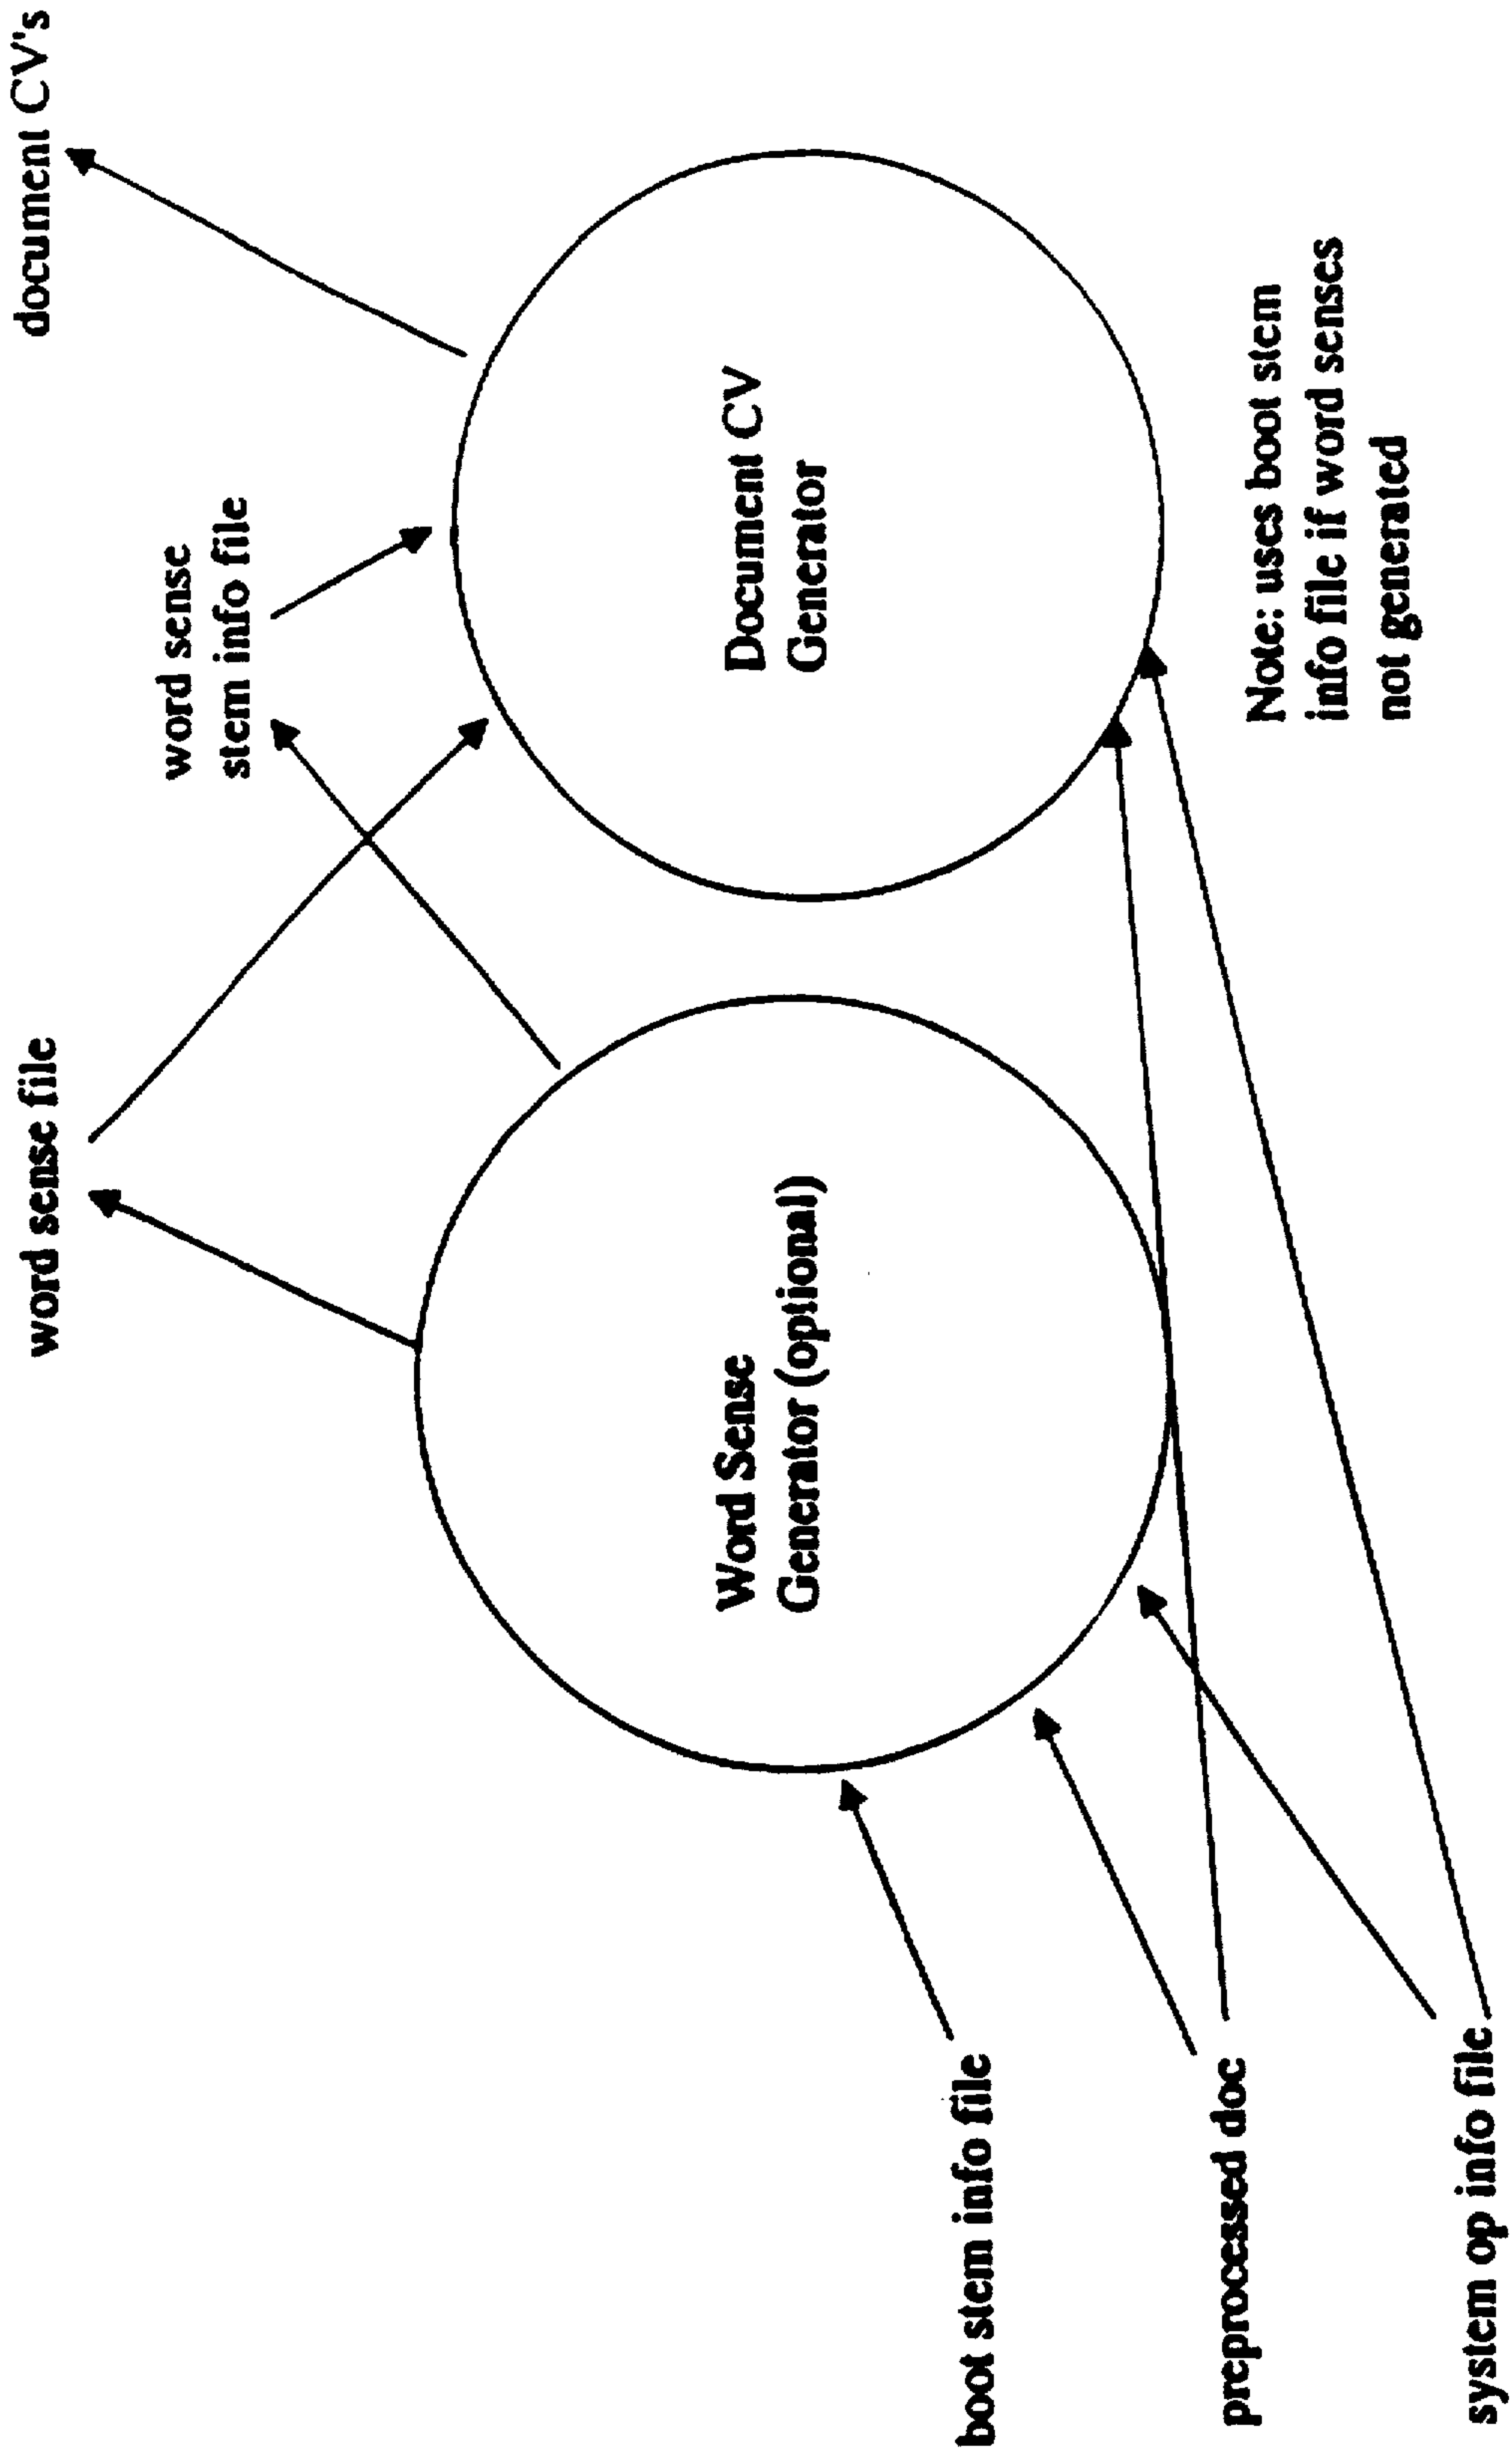 word sense file
document CV's
word sense
stem info file
Word Sense
Generator (optional)
Document CV
Generator
boot stem info file
preprocessed doc
system op info file
Note: uses boot stem
info file if word senses
not generated